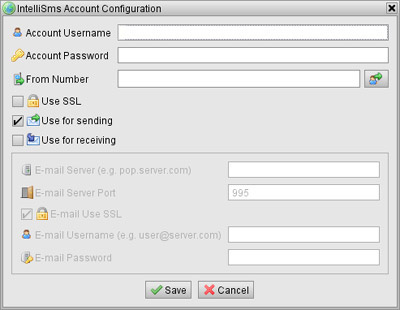 IntelliSms Account Configuration
Account Username
Account Password
From Number
Use SSL
Use for sending
Use for receiving
E-mail Server (e.g. pop.server.com)
E-mail Server Port 995
E-mail Use SSL
E-mail Username (e.g. user@server.com)
E-mail Password
Save Cancel